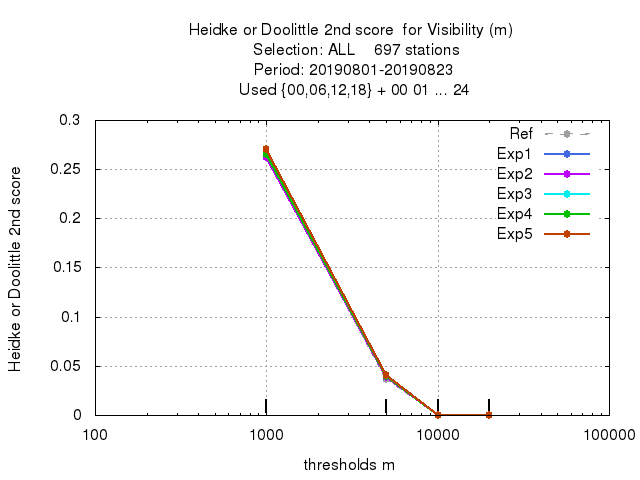 Heidke or Doolittle 2nd score  for Visibility (m)
Selection: ALL    697 stations
Period: 20190801-20190823
Used {00,06,12,18} + 00 01 ... 24
Heidke or Doolittle 2nd score
0.3
0.25
0.2
0.15
0.1
0.05
0
Ref
Exp1
Exp2
Exp3
Exp4
Exp5
100
1000
10000
100000
thresholds m